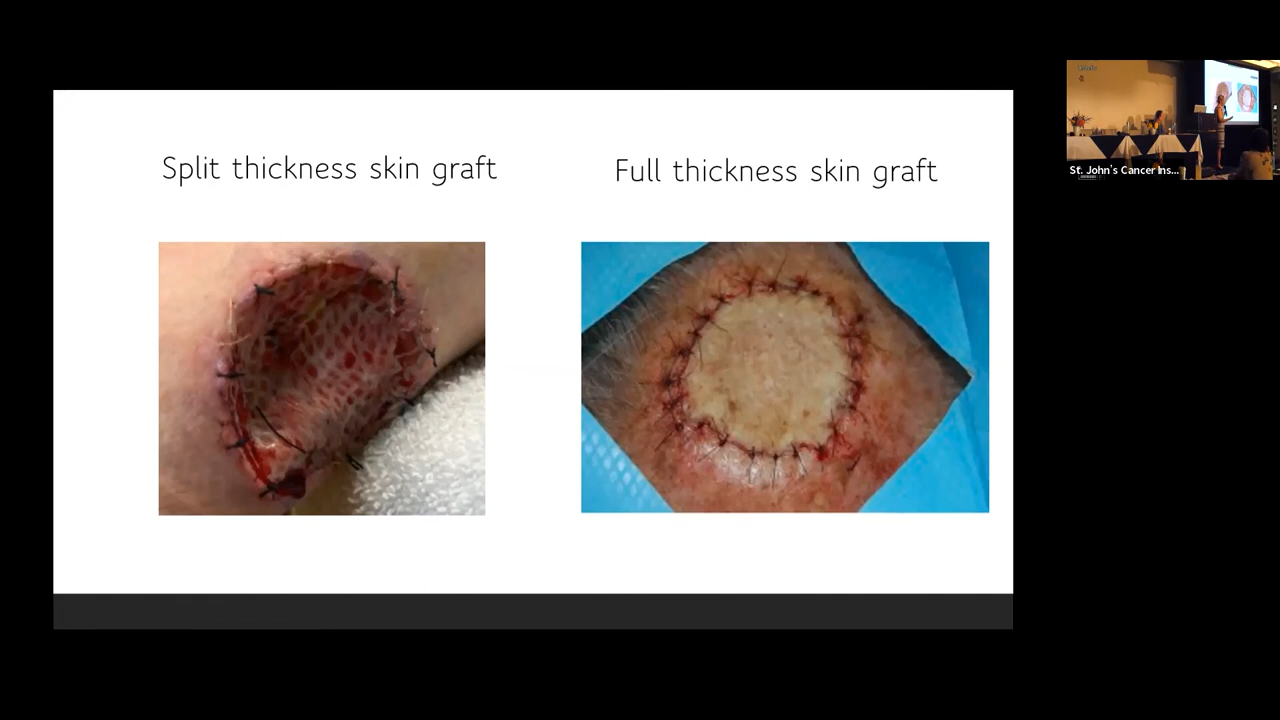 Split thickness skin graft
Full thickness skin graft
St. John's Cancer Ins...